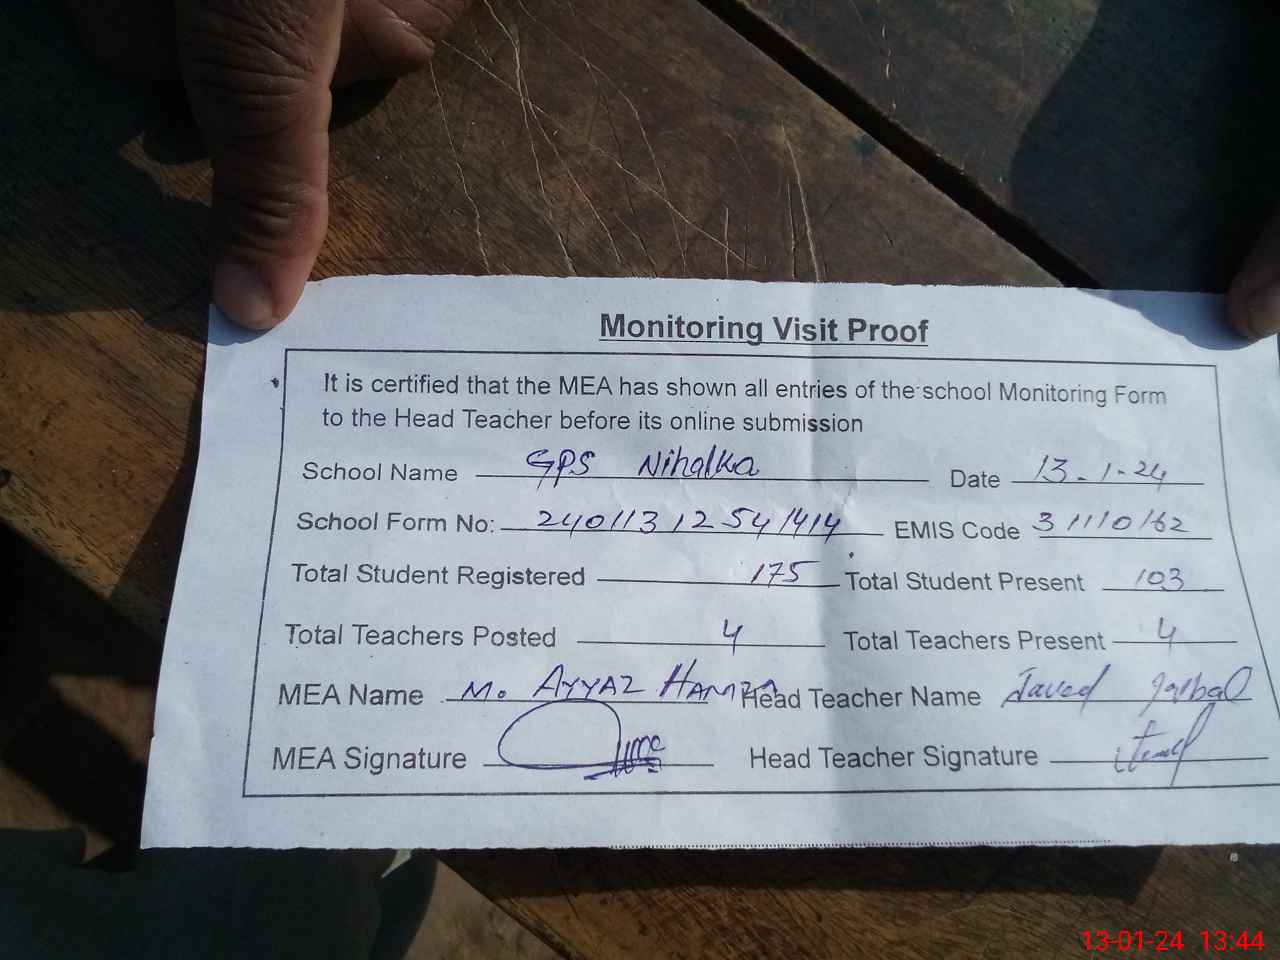 Monitoring Visit Proof
It is certified that the MEA has shown all entries of the school Monitoring Form
to the Head Teacher before its online submission
School Name GPS Nihalka Date 13-1-24
School Form No: 24011312541414 EMIS Code 31110162
Total Student Registered 175 Total Student Present 103
Total Teachers Posted 4 Total Teachers Present 4
MEA Name M. AYYAZ HAMZA Head Teacher Name Javed
MEA Signature Head Teacher Signature
13-01-24 13:44